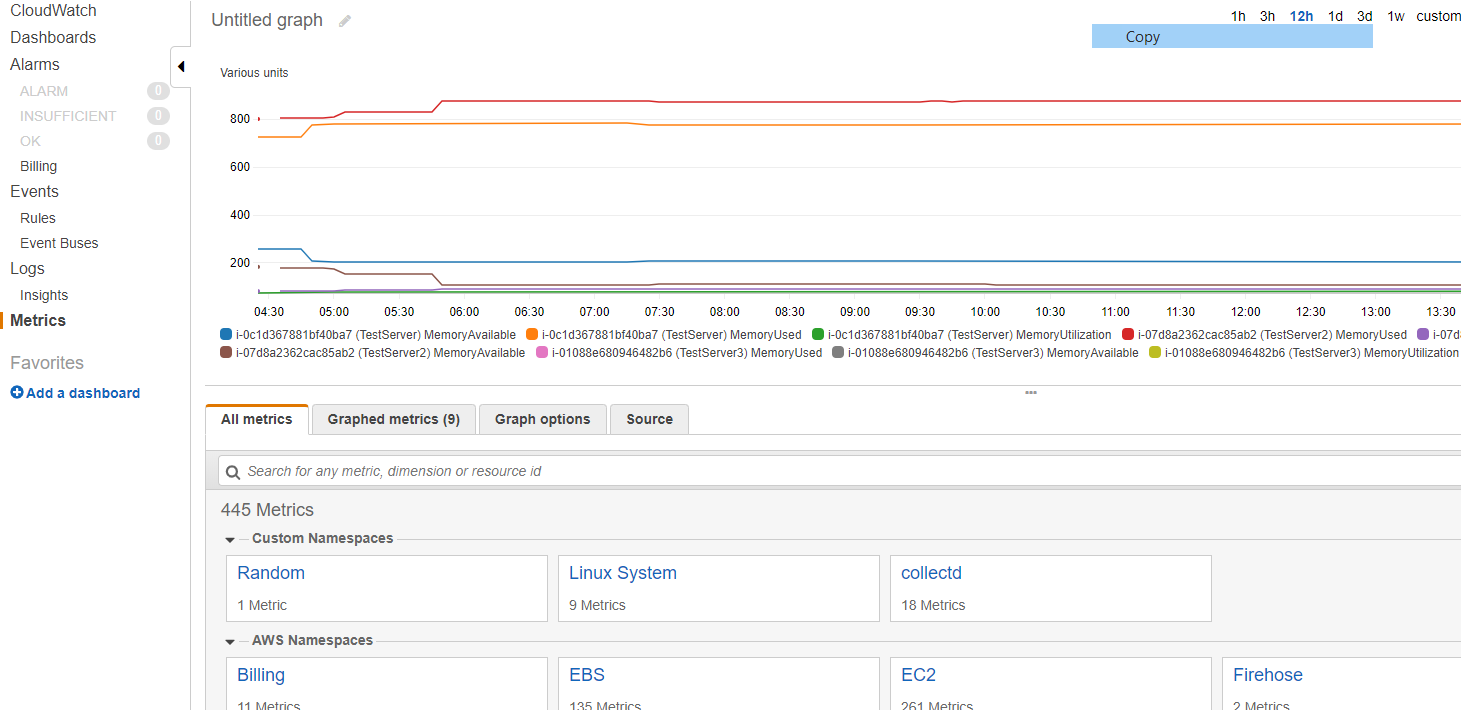 CloudWatch
Dashboards
Alarms
ALARM 0
INSUFFICIENT 0
OK 0
Billing
Events
Rules
Event Buses
Logs
Insights
Metrics
Favorites
Add a dashboard
Untitled graph
1h 3h 12h 1d 3d 1w custom
Copy
Various units
800
600
400
200
04:30 05:00 05:30 06:00 06:30 07:00 07:30 08:00 08:30 09:00 09:30 10:00 10:30 11:00 11:30 12:00 12:30 13:00 13:30
i-0c1d367881bf40ba7 (TestServer) MemoryAvailable i-0c1d367881bf40ba7 (TestServer) MemoryUsed i-0c1d367881bf40ba7 (TestServer) MemoryUtilization i-07d8a2362cac85ab2 (TestServer2) MemoryUsed i-07d8
i-07d8a2362cac85ab2 (TestServer2) MemoryAvailable i-01088e680946482b6 (TestServer3) MemoryUsed i-01088e680946482b6 (TestServer3) MemoryAvailable i-01088e680946482b6 (TestServer3) MemoryUtilization
All metrics Graphed metrics (9) Graph options Source
Search for any metric, dimension or resource id
445 Metrics
Custom Namespaces
Random Linux System collectd
1 Metric 9 Metrics 18 Metrics
AWS Namespaces
Billing EBS EC2 Firehose
11 Metrics 135 Metrics 261 Metrics 2 Metrics